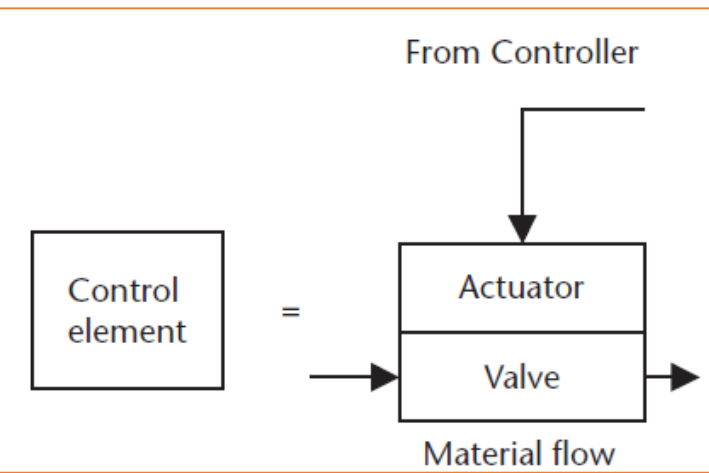 From Controller
Control
element
=
Actuator
Valve
Material flow